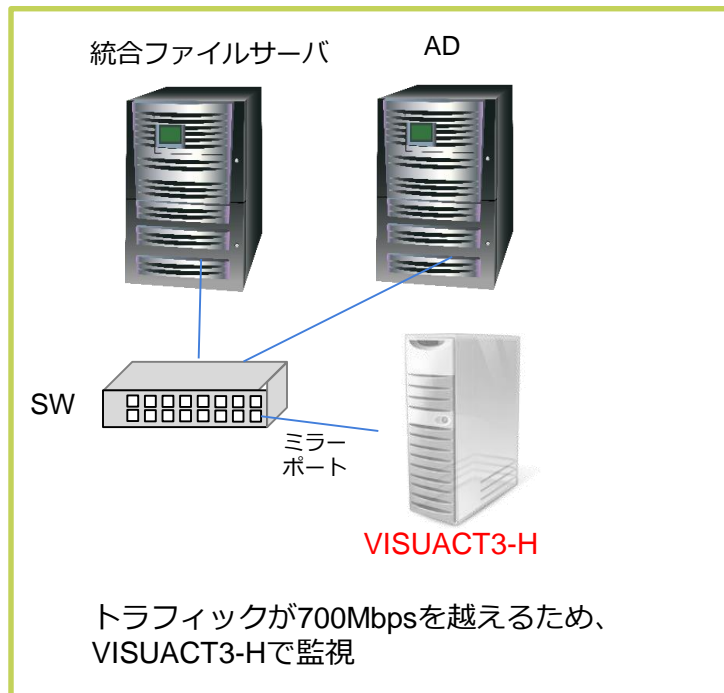 統合ファイルサーバ
AD
SW
ミラー
ポート
VISUACT3-H
トラフィックが700Mbpsを越えるため、
VISUACT3-Hで監視